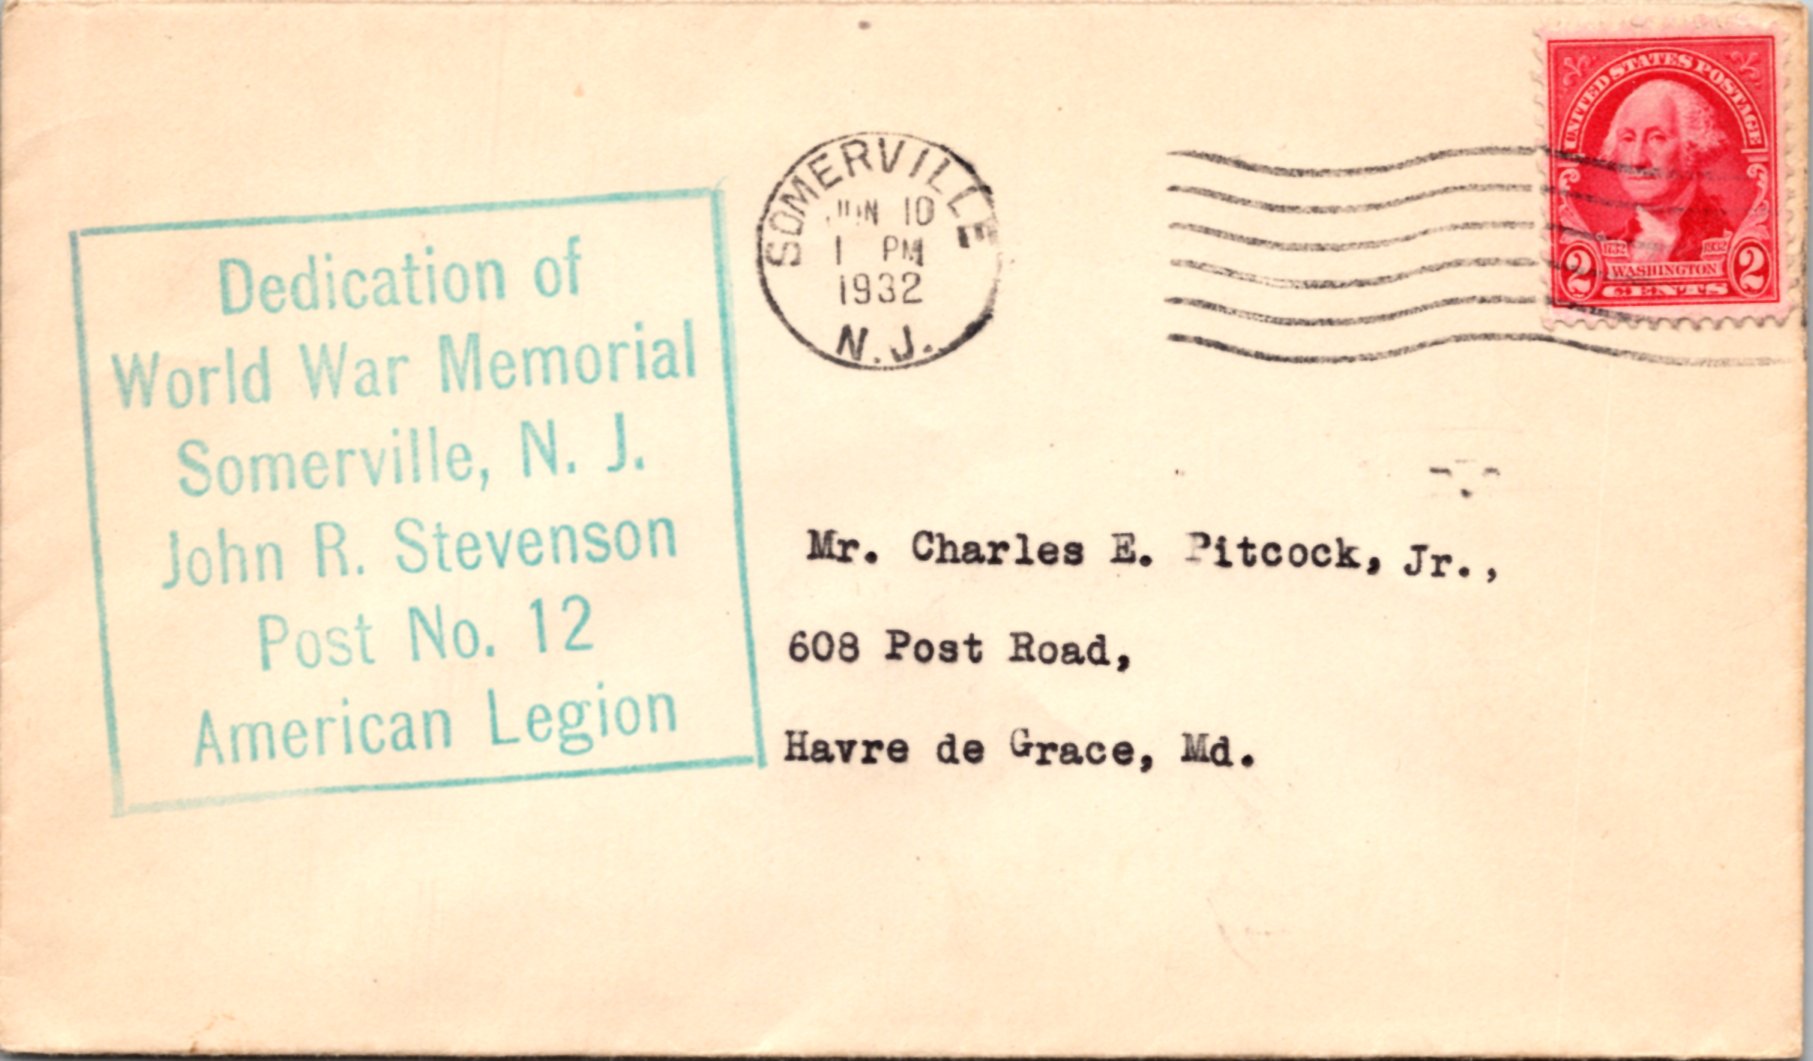 Dedication of
World War Memorial
Somerville, N. J.
John R. Stevenson
Post No. 12
American Legion
SOMERVILLE
JUN 10
1 PM
1932
N.J.
UNITED STATES POSTAGE
1732 1932
2 WASHINGTON 2
CENTS
Mr. Charles E. Pitcock, Jr.,
608 Post Road,
Havre de Grace, Md.